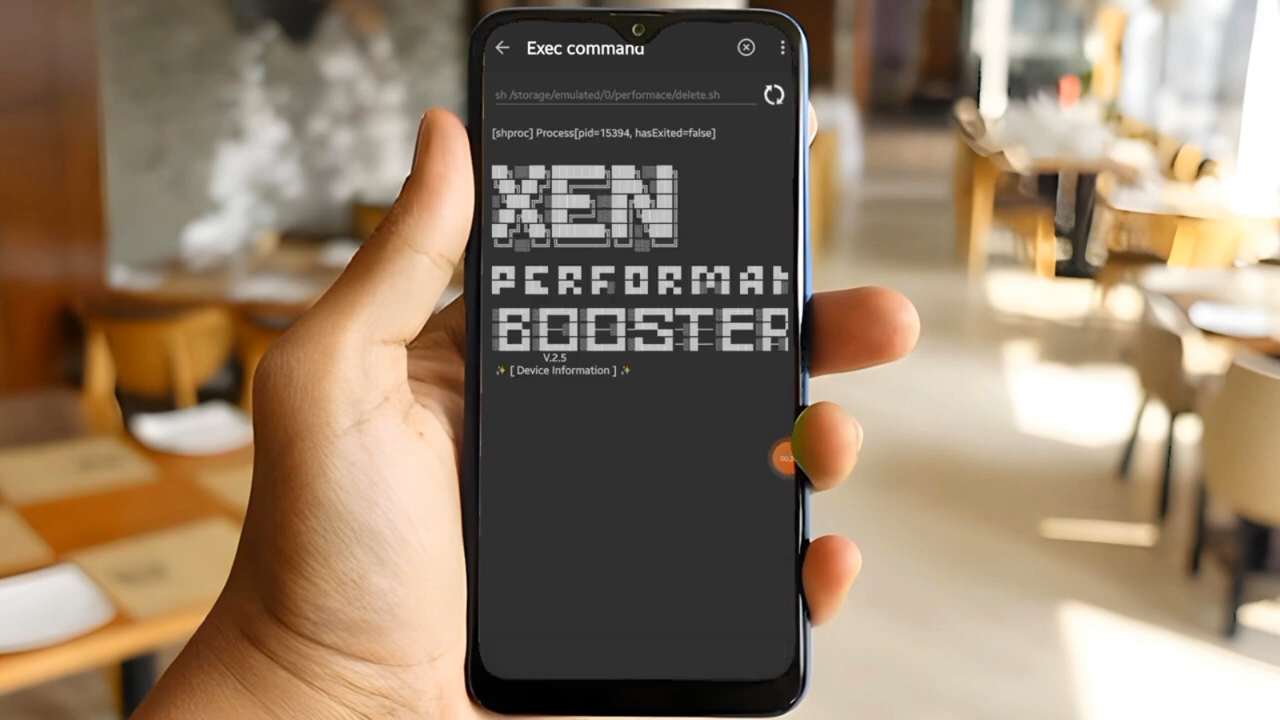 Exec command
sh /storage/emulated/0/performace/delete.sh
[shproc] Process[pid=15394, hasExited=false]
XEN
PERFORMAN
BOOSTER
V.2.5
✨ [ Device Information ] ✨